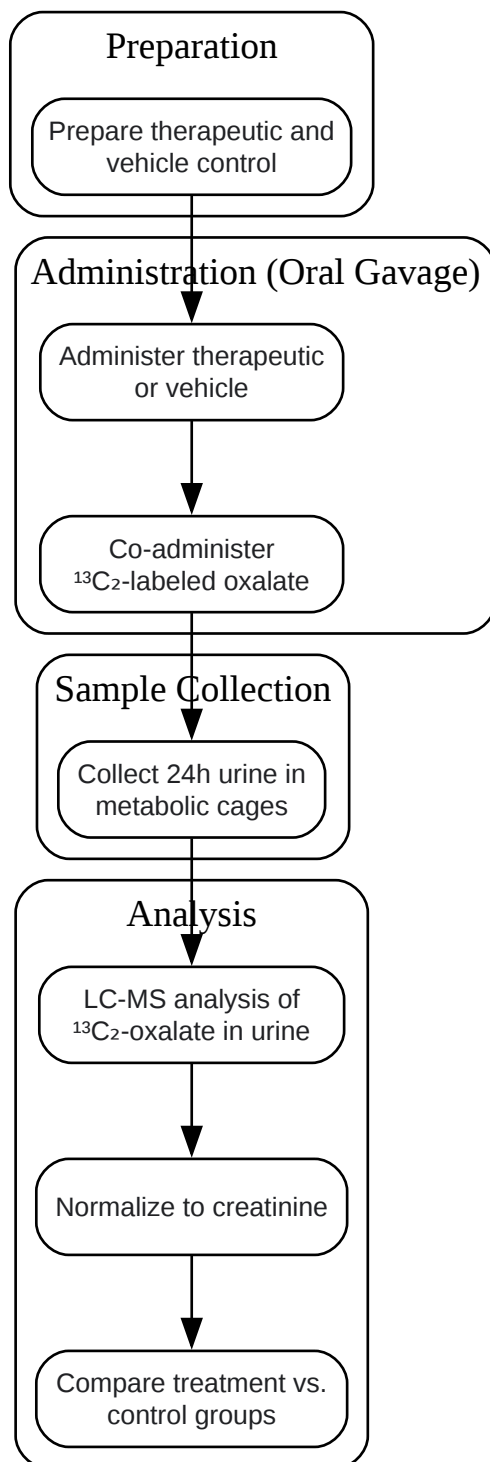 Preparation
Prepare therapeutic and
vehicle control
Administration (Oral Gavage)
Administer therapeutic
or vehicle
Co-administer
¹³C₂-labeled oxalate
Sample Collection
Collect 24h urine in
metabolic cages
Analysis
LC-MS analysis of
¹³C₂-oxalate in urine
Normalize to creatinine
Compare treatment vs.
control groups